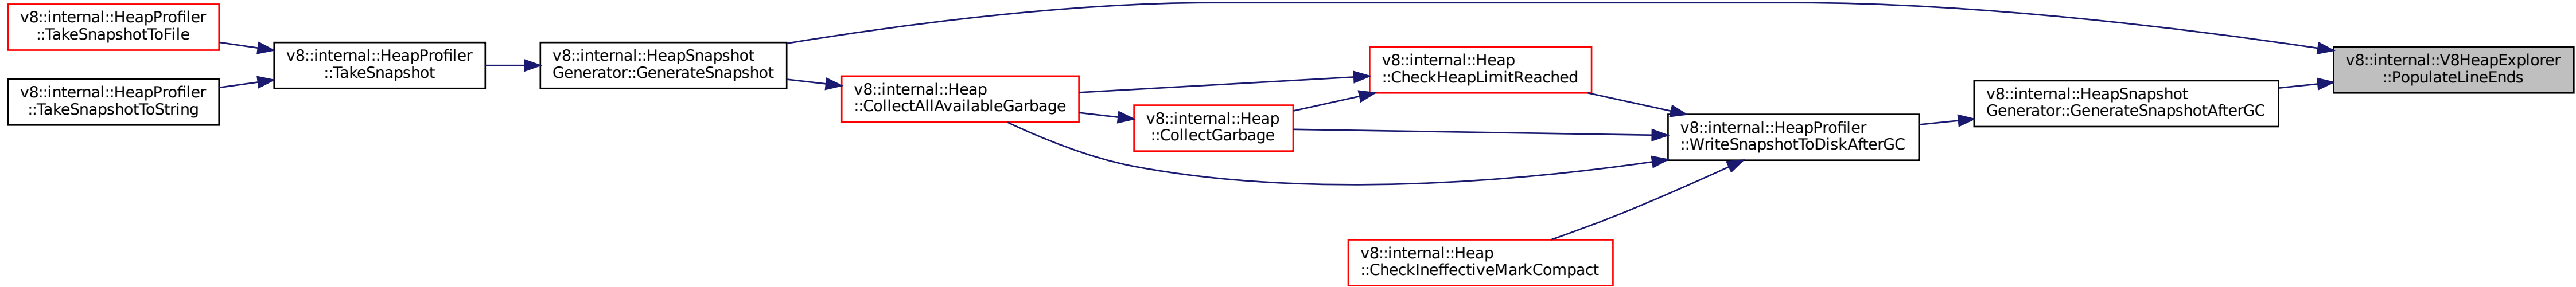 v8::internal::HeapProfiler
::TakeSnapshotToFile
v8::internal::HeapProfiler
::TakeSnapshotToString
v8::internal::HeapProfiler
::TakeSnapshot
v8::internal::HeapSnapshot
Generator::GenerateSnapshot
v8::internal::Heap
::CollectAllAvailableGarbage
v8::internal::Heap
::CollectGarbage
v8::internal::Heap
::CheckHeapLimitReached
v8::internal::Heap
::CheckIneffectiveMarkCompact
v8::internal::HeapProfiler
::WriteSnapshotToDiskAfterGC
v8::internal::HeapSnapshot
Generator::GenerateSnapshotAfterGC
v8::internal::V8HeapExplorer
::PopulateLineEnds